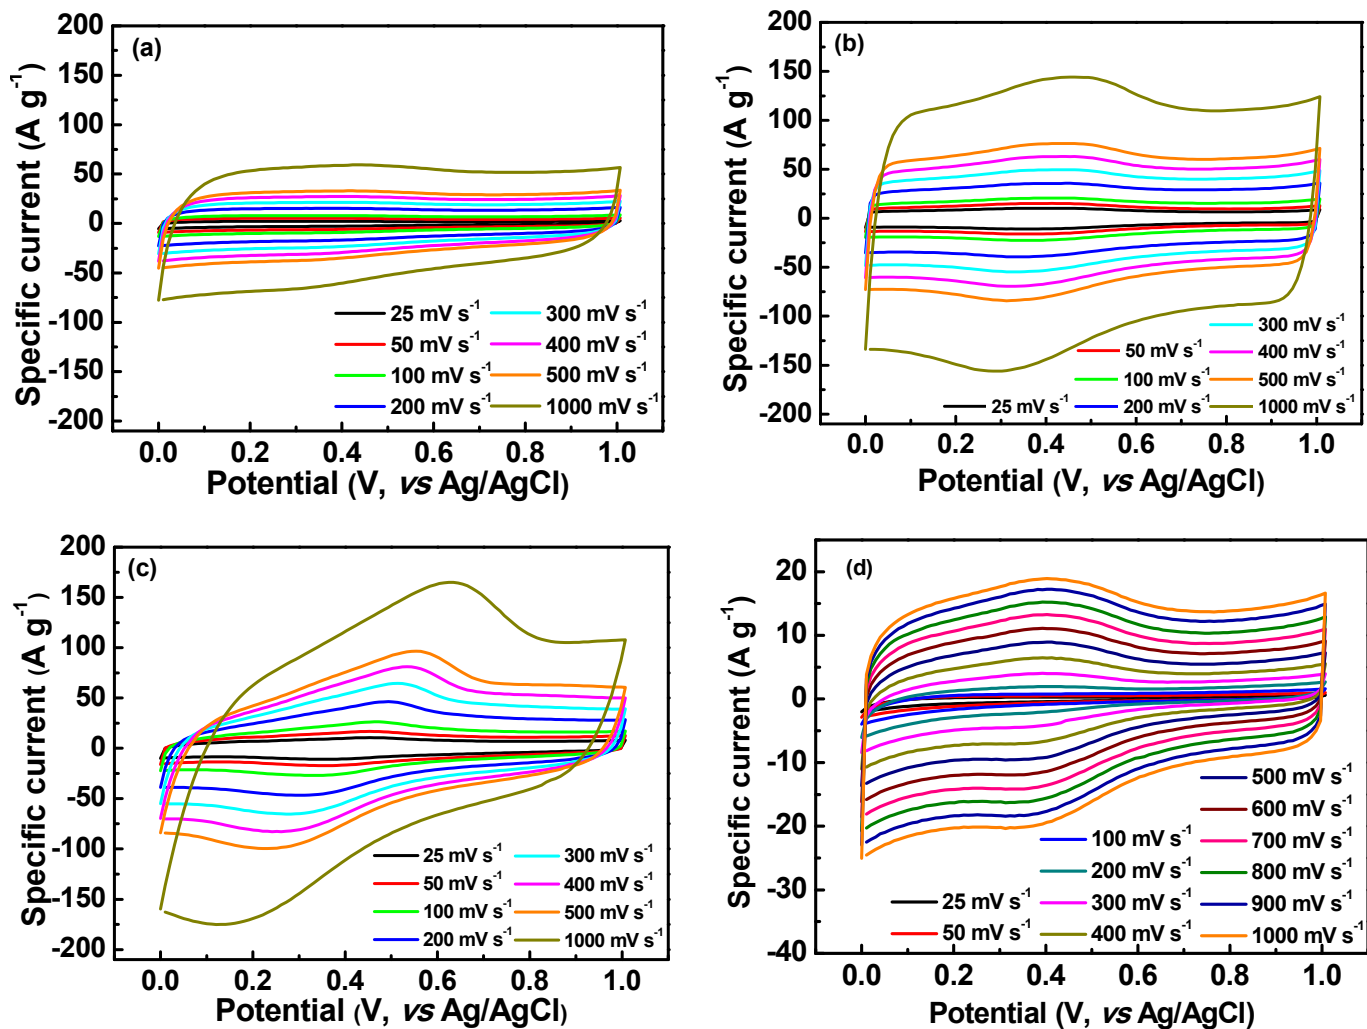 (a)
Specific current (A g⁻¹)
200
150
100
50
0
-50
-100
-150
-200
25 mV s⁻¹
50 mV s⁻¹
100 mV s⁻¹
200 mV s⁻¹
300 mV s⁻¹
400 mV s⁻¹
500 mV s⁻¹
1000 mV s⁻¹
0.0 0.2 0.4 0.6 0.8 1.0
Potential (V, vs Ag/AgCl)
(b)
Specific current (A g⁻¹)
200
150
100
50
0
-50
-100
-150
-200
25 mV s⁻¹
50 mV s⁻¹
100 mV s⁻¹
200 mV s⁻¹
300 mV s⁻¹
400 mV s⁻¹
500 mV s⁻¹
1000 mV s⁻¹
0.0 0.2 0.4 0.6 0.8 1.0
Potential (V, vs Ag/AgCl)
(c)
Specific current (A g⁻¹)
200
150
100
50
0
-50
-100
-150
-200
25 mV s⁻¹
50 mV s⁻¹
100 mV s⁻¹
200 mV s⁻¹
300 mV s⁻¹
400 mV s⁻¹
500 mV s⁻¹
1000 mV s⁻¹
0.0 0.2 0.4 0.6 0.8 1.0
Potential (V, vs Ag/AgCl)
(d)
Specific current (A g⁻¹)
20
10
0
-10
-20
-30
-40
25 mV s⁻¹
50 mV s⁻¹
100 mV s⁻¹
200 mV s⁻¹
300 mV s⁻¹
400 mV s⁻¹
500 mV s⁻¹
600 mV s⁻¹
700 mV s⁻¹
800 mV s⁻¹
900 mV s⁻¹
1000 mV s⁻¹
0.0 0.2 0.4 0.6 0.8 1.0
Potential (V, vs Ag/AgCl)